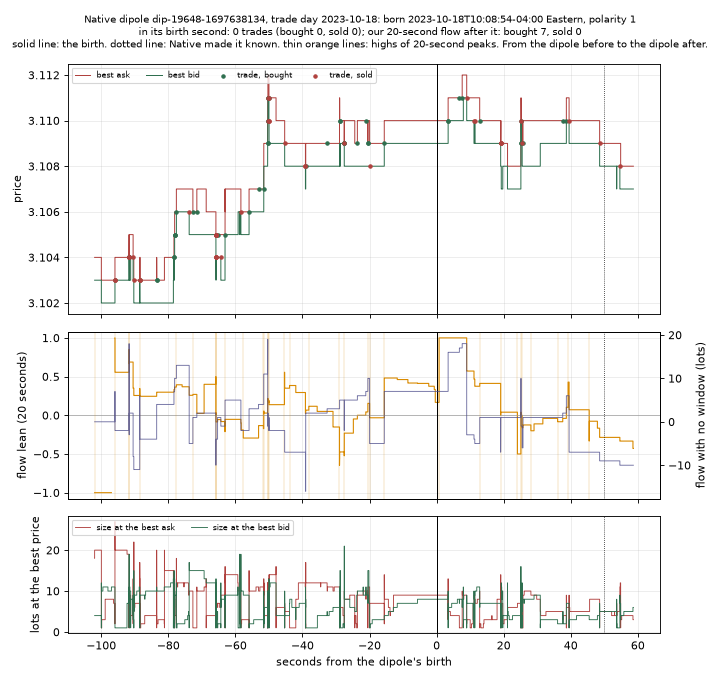 Native dipole dip-19648-1697638134, trade day 2023-10-18: born 2023-10-18T10:08:54-04:00 Eastern, polarity 1
in its birth second: 0 trades (bought 0, sold 0); our 20-second flow after it: bought 7, sold 0
solid line: the birth. dotted line: Native made it known. thin orange lines: highs of 20-second peaks. From the dipole before to the dipole after.
best ask best bid trade, bought trade, sold
3.112
3.110
3.108
3.106
3.104
3.102
price
1.0
0.5
0.0
−0.5
−1.0
flow lean (20 seconds)
20
10
0
−10
flow with no window (lots)
size at the best ask size at the best bid
20
10
0
lots at the best price
−100 −80 −60 −40 −20 0 20 40 60
seconds from the dipole's birth